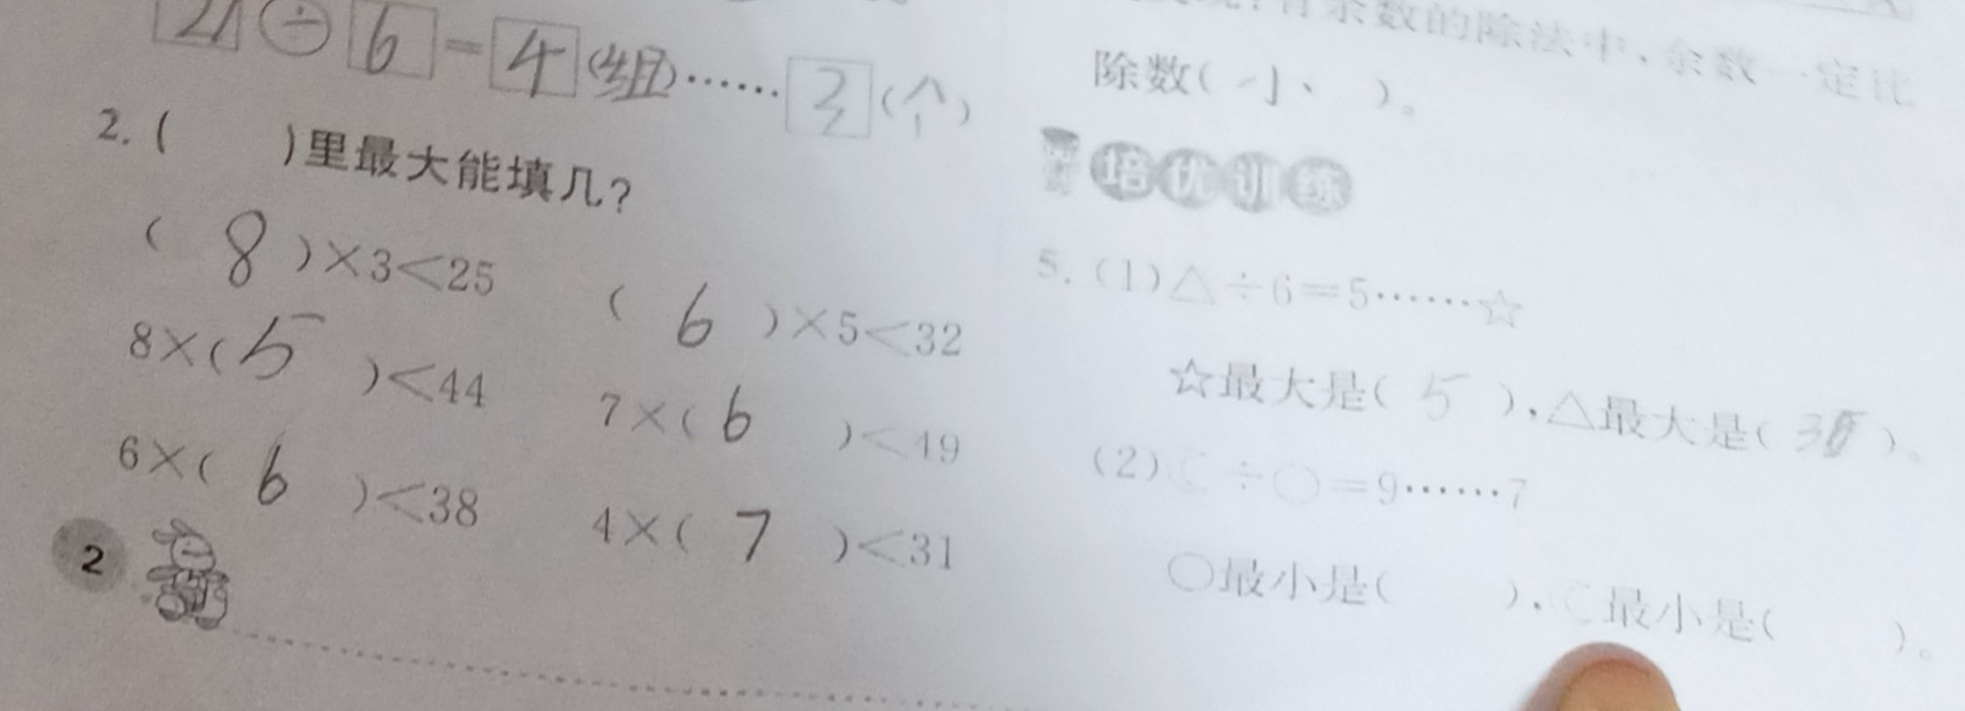 ÷6=4(组)……3(个)
2.( )里最大能填几?
(8)×3<25 (6)×5<32
8×(5)<44 7×(6)<49
6×(6)<38 4×(7)<31
2
有余数的除法中,余数一定比
除数(小)。
培优训练
5.(1)△÷6=5……☆
☆最大是(5),△最大是(35)。
(2)☾÷○=9……7
○最小是( ),☾最小是( )。